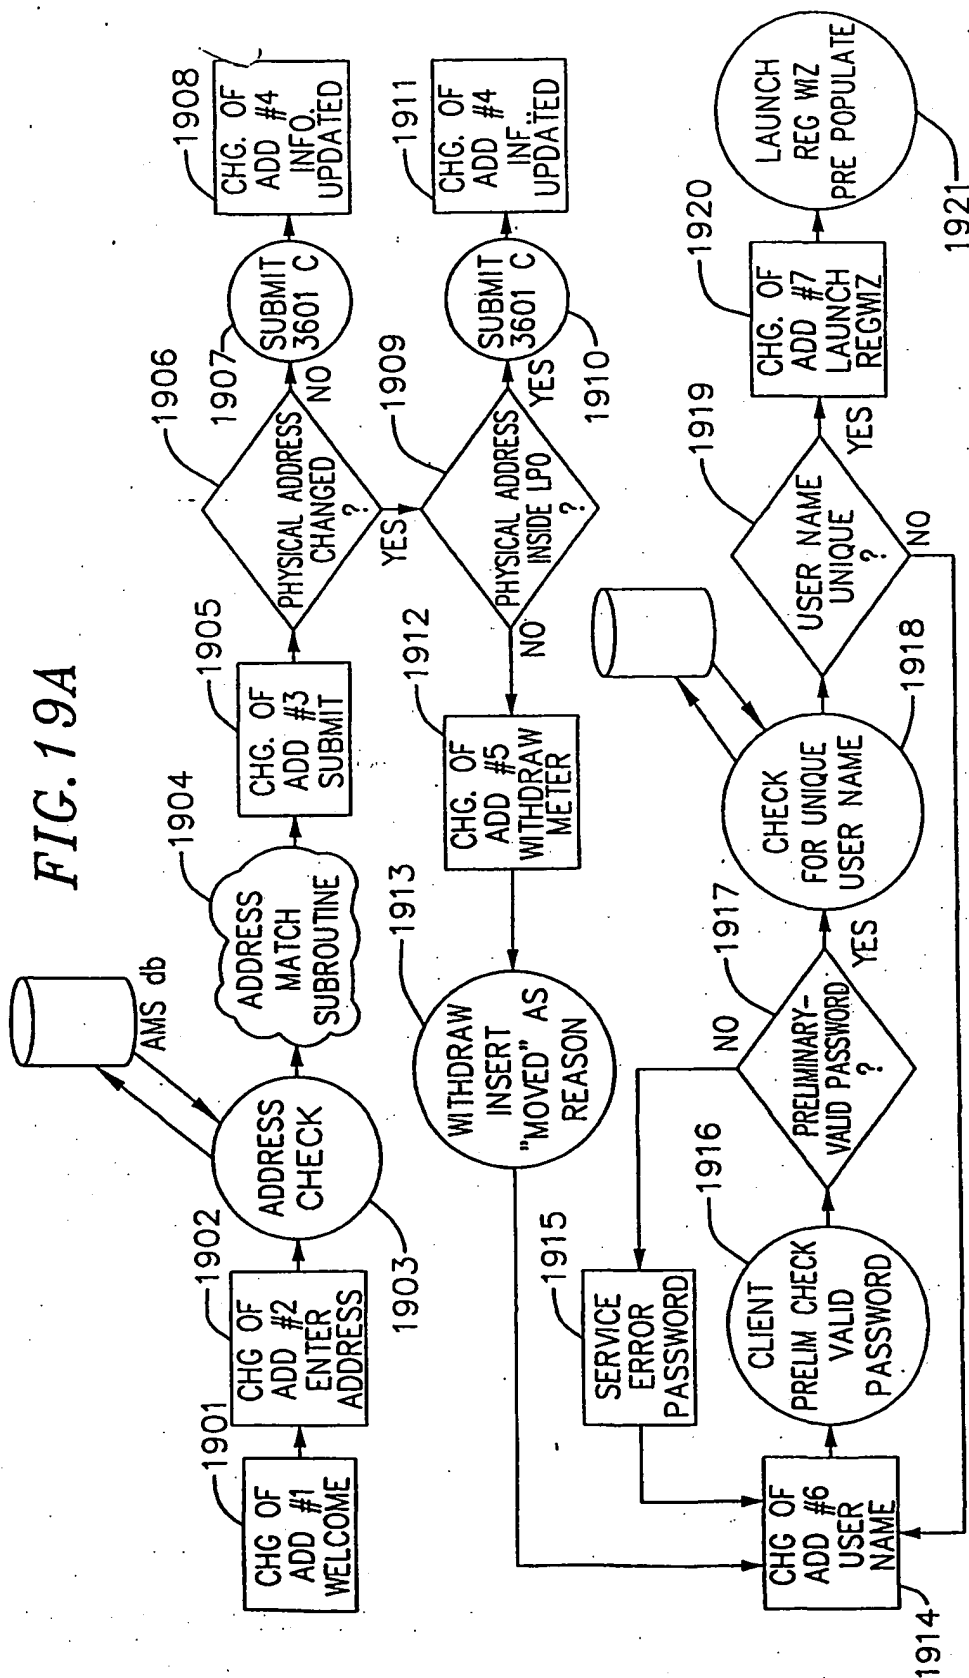 FIG.19A
1901
CHG OF
ADD #1
WELCOME
1902
CHG OF
ADD #2
ENTER
ADDRESS
AMS db
ADDRESS
CHECK
1903
1904
ADDRESS
MATCH
SUBROUTINE
1905
CHG. OF
ADD #3
SUBMIT
1906
PHYSICAL ADDRESS
CHANGED
?
NO
YES
1907
SUBMIT
3601 C
1908
CHG. OF
ADD #4
INFO.
UPDATED
1909
PHYSICAL ADDRESS
INSIDE LPO
?
YES
NO
SUBMIT
3601 C
1910
1911
CHG. OF
ADD #4
INF..
UPDATED
1912
CHG. OF
ADD #5
WITHDRAW
METER
1913
WITHDRAW
INSERT
"MOVED" AS
REASON
CHG OF
ADD #6
USER
NAME
1914
1915
SERVICE
ERROR
PASSWORD
1916
CLIENT
PRELIM CHECK
VALID
PASSWORD
1917
PRELIMINARY-
VALID PASSWORD
?
NO
YES
CHECK
FOR UNIQUE
USER NAME
1918
1919
USER NAME
UNIQUE
?
YES
NO
1920
CHG. OF
ADD #7
LAUNCH
REGWIZ
LAUNCH
REG WIZ
PRE POPULATE
1921